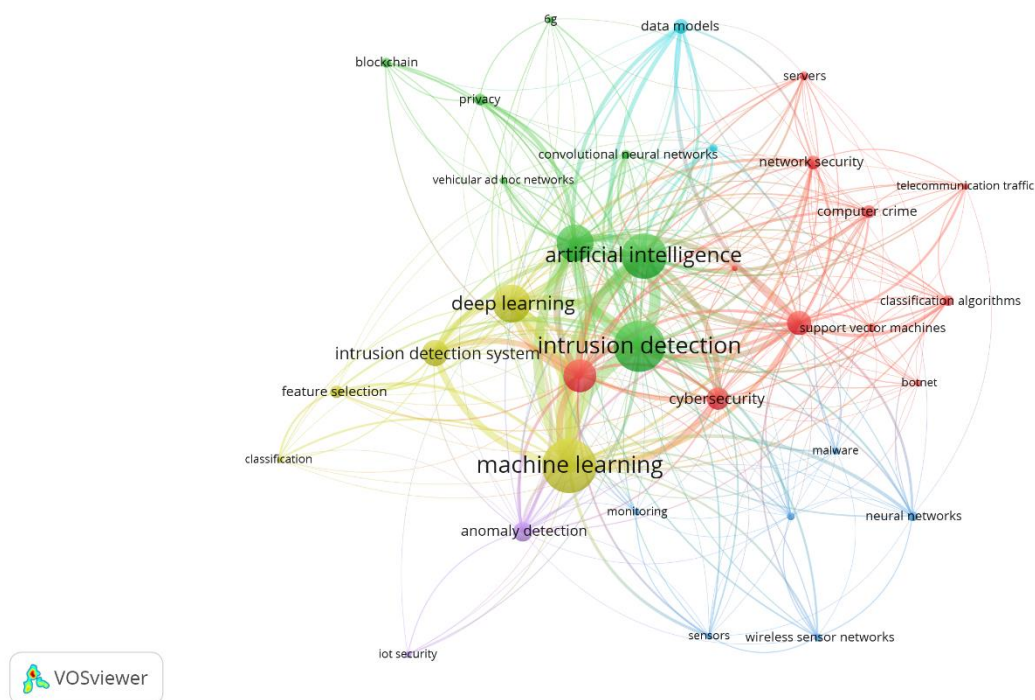 6g
data models
blockchain
servers
privacy
convolutional neural networks
network security
vehicular ad hoc networks
telecommunication traffic
computer crime
artificial intelligence
deep learning
classification algorithms
support vector machines
intrusion detection
intrusion detection system
botnet
feature selection
cybersecurity
malware
classification
machine learning
monitoring
neural networks
anomaly detection
sensors
wireless sensor networks
iot security
VOSviewer